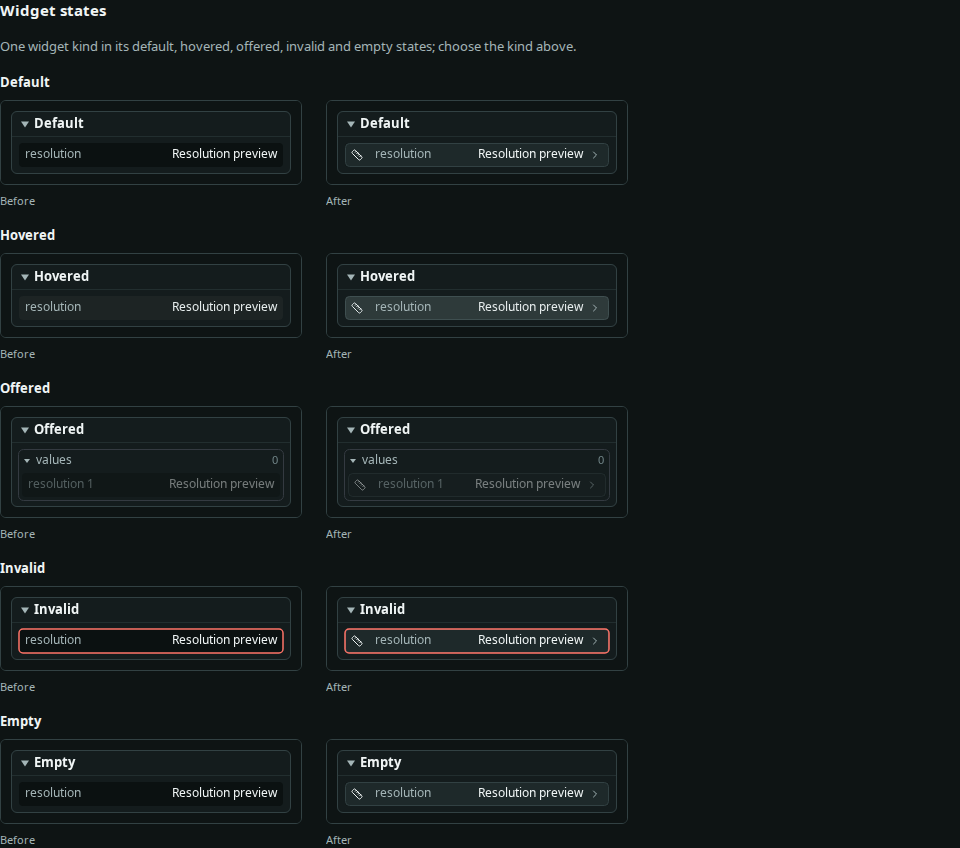 Widget states
One widget kind in its default, hovered, offered, invalid and empty states; choose the kind above.
Default
Default
resolution Resolution preview
Before
Default
resolution Resolution preview
After
Hovered
Hovered
resolution Resolution preview
Before
Hovered
resolution Resolution preview
After
Offered
Offered
values 0
resolution 1 Resolution preview
Before
Offered
values 0
resolution 1 Resolution preview
After
Invalid
Invalid
resolution Resolution preview
Before
Invalid
resolution Resolution preview
After
Empty
Empty
resolution Resolution preview
Before
Empty
resolution Resolution preview
After